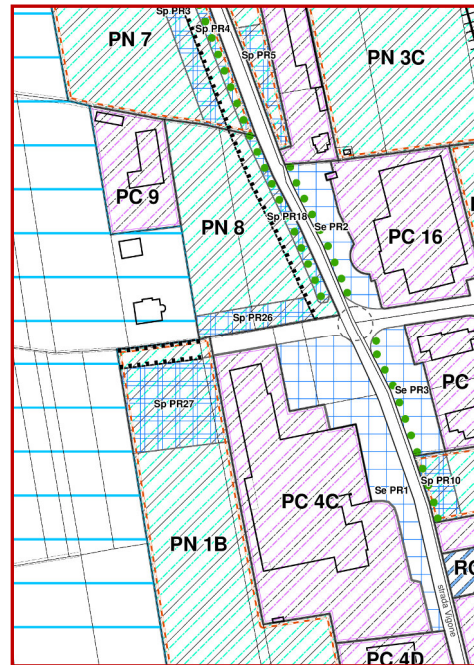 Sp PR3
PN 7
Sp PR4
Sp PR5
PN 3C
PC 9
PN 8
Sp PR18
Se PR2
PC 16
Sp PR26
Sp PR27
Se PR3
PC
PC 4C
Se PR1
Sp PR10
PN 1B
RC
strada Vigone
PC 4D